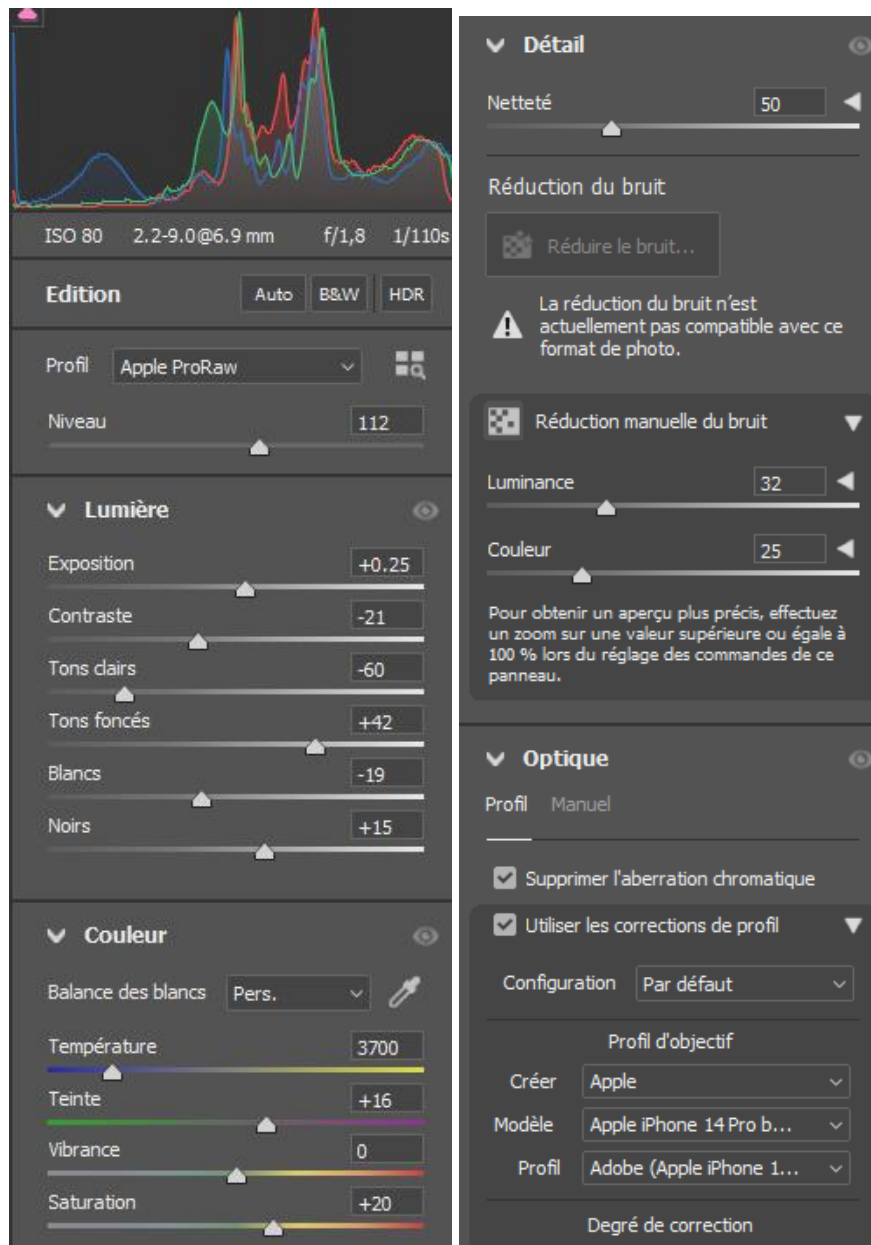 ISO 80 2.2-9.0@6.9 mm f/1,8 1/110s
Edition Auto B&W HDR
Profil Apple ProRaw
Niveau 112
Lumière
Exposition +0.25
Contraste -21
Tons clairs -60
Tons foncés +42
Blancs -19
Noirs +15
Couleur
Balance des blancs Pers.
Température 3700
Teinte +16
Vibrance 0
Saturation +20
Détail
Netteté 50
Réduction du bruit
Réduire le bruit...
La réduction du bruit n'est
actuellement pas compatible avec ce
format de photo.
Réduction manuelle du bruit
Luminance 32
Couleur 25
Pour obtenir un aperçu plus précis, effectuez
un zoom sur une valeur supérieure ou égale à
100 % lors du réglage des commandes de ce
panneau.
Optique
Profil Manuel
Supprimer l'aberration chromatique
Utiliser les corrections de profil
Configuration Par défaut
Profil d'objectif
Créer Apple
Modèle Apple iPhone 14 Pro b...
Profil Adobe (Apple iPhone 1...
Degré de correction